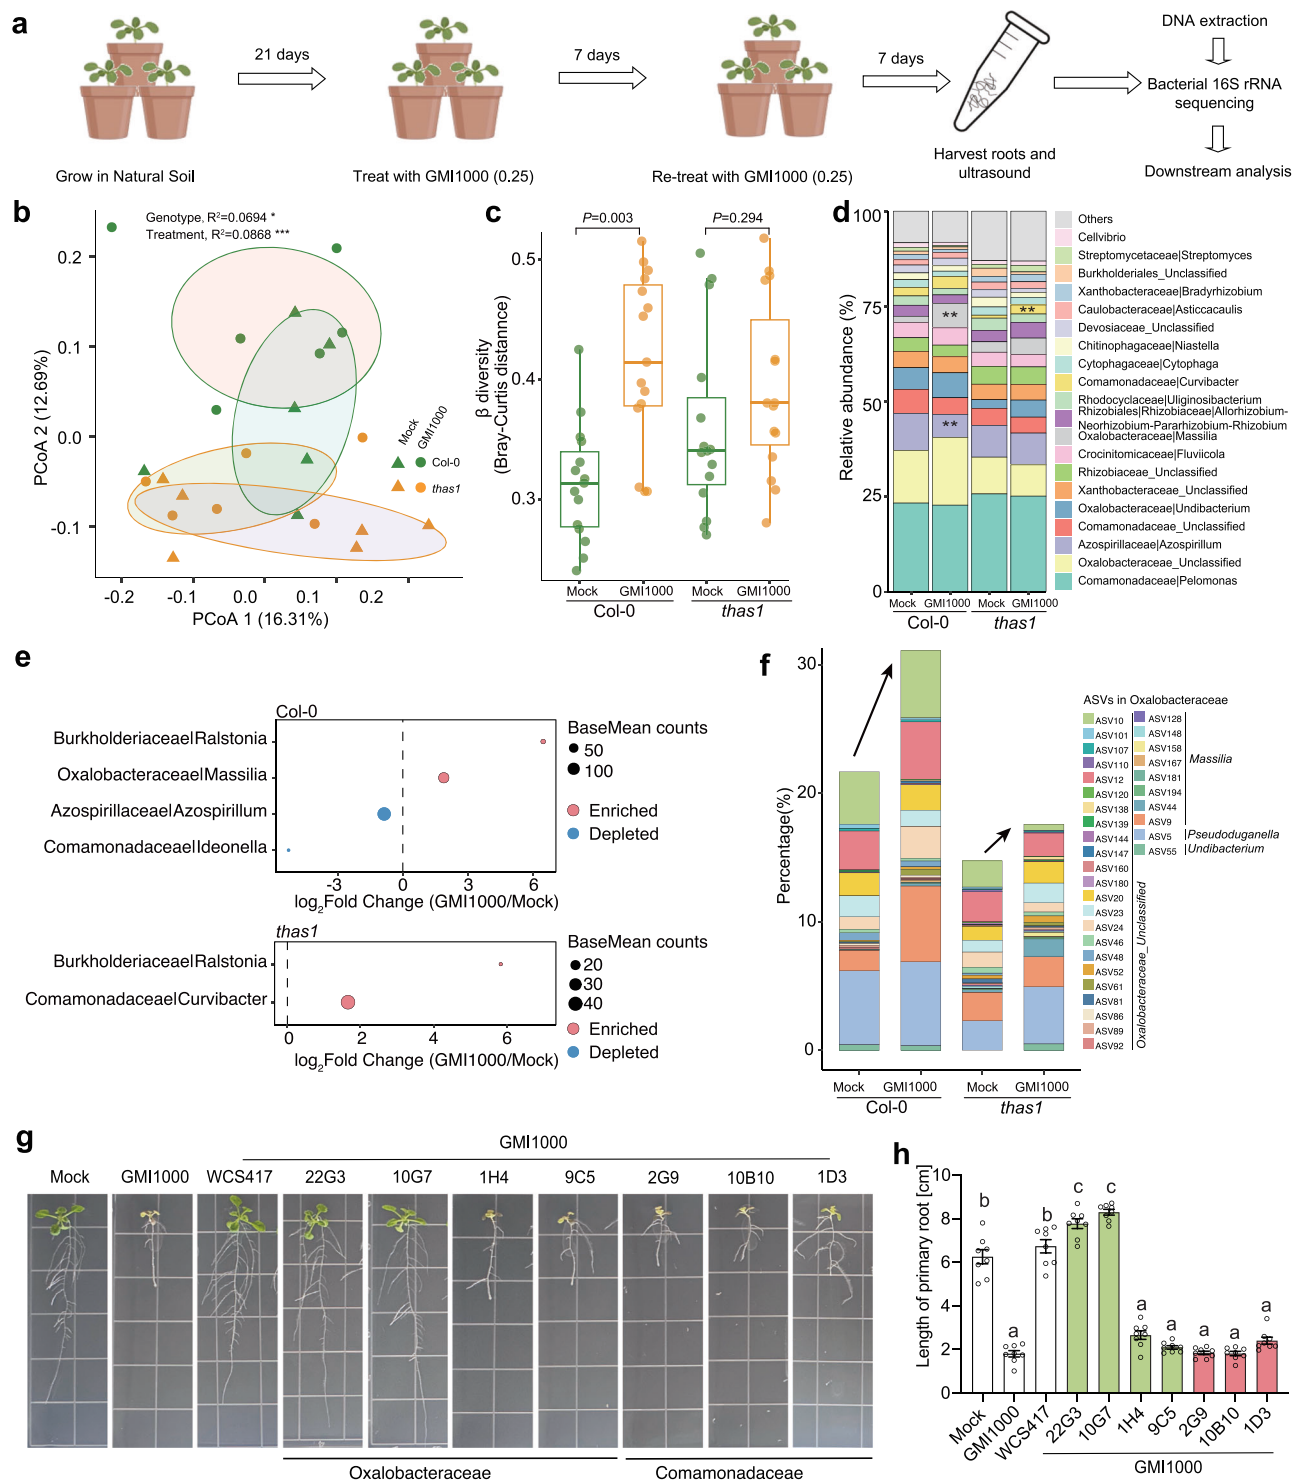 a
21 days
7 days
7 days
DNA extraction
Bacterial 16S rRNA
sequencing
Downstream analysis
Grow in Natural Soil
Treat with GMI1000 (0.25)
Re-treat with GMI1000 (0.25)
Harvest roots and
ultrasound
b
Genotype, R²=0.0694 *
Treatment, R²=0.0868 ***
PCoA 2 (12.69%)
0.2
0.1
0.0
-0.1
-0.2
-0.1
0.0
0.1
0.2
PCoA 1 (16.31%)
Mock
GMI1000
Col-0
thas1
c
P=0.003
P=0.294
β diversity
(Bray-Curtis distance)
0.5
0.4
0.3
Mock
GMI1000
Mock
GMI1000
Col-0
thas1
d
Relative abundance (%)
100
75
50
25
0
**
**
**
Mock
GMI1000
Mock
GMI1000
Col-0
thas1
Others
Cellvibrio
Streptomycetaceae|Streptomyces
Burkholderiales_Unclassified
Xanthobacteraceae|Bradyrhizobium
Caulobacteraceae|Asticcacaulis
Devosiaceae_Unclassified
Chitinophagaceae|Niastella
Cytophagaceae|Cytophaga
Comamonadaceae|Curvibacter
Rhodocyclaceae|Uliginosibacterium
Rhizobiales|Rhizobiaceae|Allorhizobium-
Neorhizobium-Pararhizobium-Rhizobium
Oxalobacteraceae|Massilia
Crocinitomicaceae|Fluviicola
Rhizobiaceae_Unclassified
Xanthobacteraceae_Unclassified
Oxalobacteraceae|Undibacterium
Comamonadaceae_Unclassified
Azospirillaceae|Azospirillum
Oxalobacteraceae_Unclassified
Comamonadaceae|Pelomonas
e
Col-0
Burkholderiaceae|Ralstonia
Oxalobacteraceae|Massilia
Azospirillaceae|Azospirillum
Comamonadaceae|Ideonella
-3
0
3
6
log₂Fold Change (GMI1000/Mock)
BaseMean counts
50
100
Enriched
Depleted
thas1
Burkholderiaceae|Ralstonia
Comamonadaceae|Curvibacter
0
2
4
6
log₂Fold Change (GMI1000/Mock)
BaseMean counts
20
30
40
Enriched
Depleted
f
Percentage(%)
30
20
10
0
Mock
GMI1000
Mock
GMI1000
Col-0
thas1
ASVs in Oxalobacteraceae
ASV10
ASV101
ASV107
ASV110
ASV12
ASV120
ASV138
ASV139
ASV144
ASV147
ASV160
ASV180
ASV20
ASV23
ASV24
ASV46
ASV48
ASV52
ASV61
ASV81
ASV86
ASV89
ASV92
Oxalobacteraceae_Unclassified
ASV128
ASV148
ASV158
ASV167
ASV181
ASV194
ASV44
ASV9
ASV5
ASV55
Massilia
Pseudoduganella
Undibacterium
g
GMI1000
Mock
GMI1000
WCS417
22G3
10G7
1H4
9C5
2G9
10B10
1D3
Oxalobacteraceae
Comamonadaceae
h
Length of primary root [cm]
10
8
6
4
2
0
b
a
b
c
c
a
a
a
a
a
Mock
GMI1000
WCS417
22G3
10G7
1H4
9C5
2G9
10B10
1D3
GMI1000